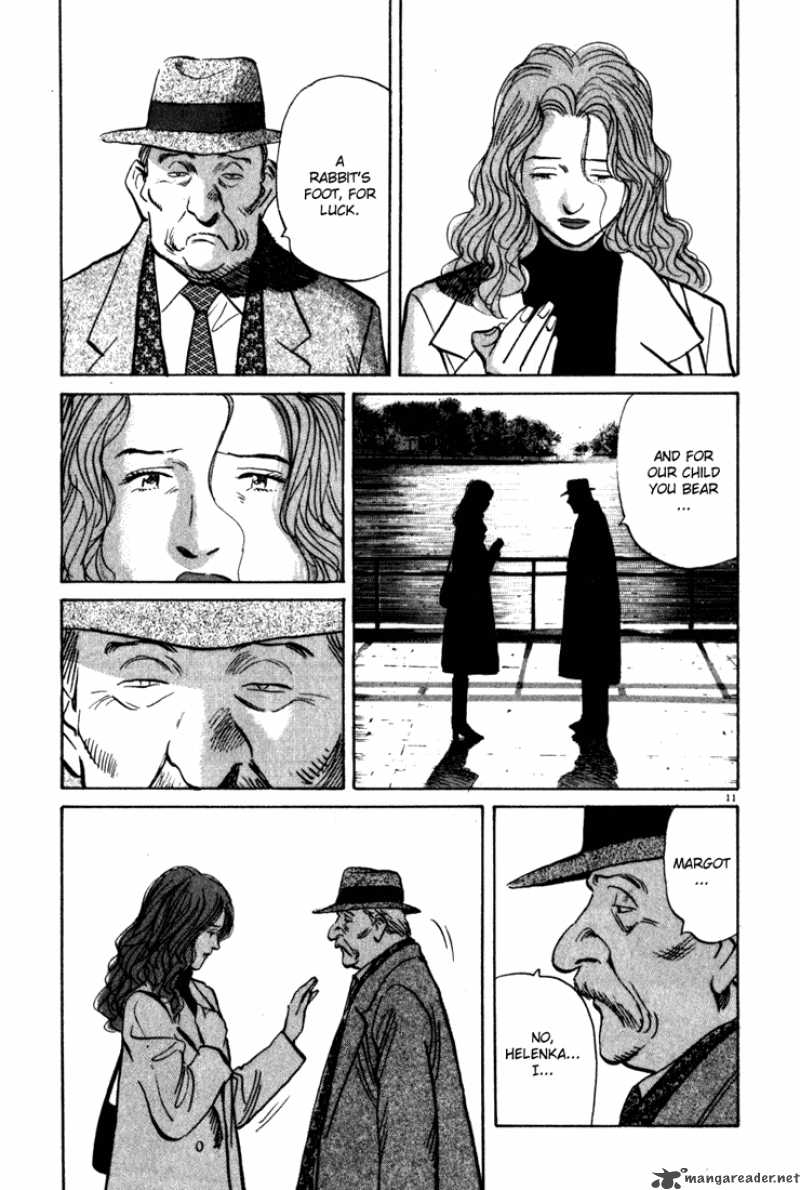 A
RABBIT'S
FOOT, FOR
LUCK.
AND FOR
OUR CHILD
YOU BEAR
...
11
MARGOT
...
NO,
HELENKA...
I...
mangareader.net